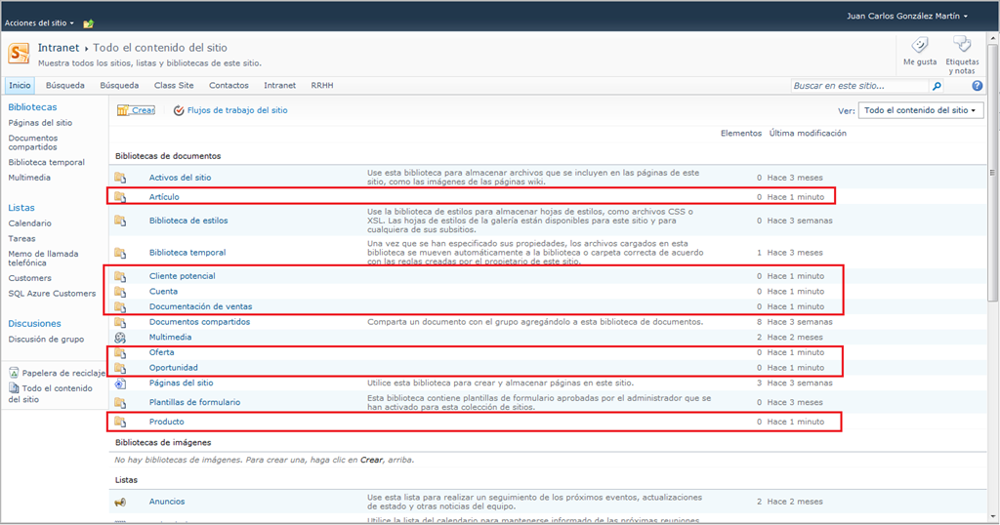 Juan Carlos González Martín
Acciones del sitio
Intranet › Todo el contenido del sitio
Muestra todos los sitios, listas y bibliotecas de este sitio.
Me gusta
Etiquetas
y notas
Inicio Búsqueda Búsqueda Class Site Contactos Intranet RRHH
Buscar en este sitio...
Bibliotecas
Páginas del sitio
Documentos
compartidos
Biblioteca temporal
Multimedia
Listas
Calendario
Tareas
Memo de llamada
telefónica
Customers
SQL Azure Customers
Discusiones
Discusión de grupo
Papelera de reciclaje
Todo el contenido
del sitio
Crear Flujos de trabajo del sitio
Ver: Todo el contenido del sitio
Elementos Última modificación
Bibliotecas de documentos
Activos del sitio Use esta biblioteca para almacenar archivos que se incluyen en las páginas de este 0 Hace 3 meses
sitio, como las imágenes de las páginas wiki.
Artículo 0 Hace 1 minuto
Use la biblioteca de estilos para almacenar hojas de estilos, como archivos CSS o
Biblioteca de estilos XSL. Las hojas de estilos de la galería están disponibles para este sitio y para 0 Hace 3 semanas
cualquiera de sus subsitios.
Una vez que se han especificado sus propiedades, los archivos cargados en esta
Biblioteca temporal biblioteca se mueven automáticamente a la biblioteca o carpeta correcta de acuerdo 1 Hace 3 meses
con las reglas creadas por el propietario de este sitio.
Cliente potencial 0 Hace 1 minuto
Cuenta 0 Hace 1 minuto
Documentación de ventas 0 Hace 1 minuto
Documentos compartidos Comparta un documento con el grupo agregándolo a esta biblioteca de documentos. 8 Hace 3 semanas
Multimedia 2 Hace 2 meses
Oferta 0 Hace 1 minuto
Oportunidad 0 Hace 1 minuto
Páginas del sitio Utilice esta biblioteca para crear y almacenar páginas en este sitio. 3 Hace 3 semanas
Plantillas de formulario Esta biblioteca contiene plantillas de formulario aprobadas por el administrador que se 0 Hace 3 meses
han activado para esta colección de sitios.
Producto 0 Hace 1 minuto
Bibliotecas de imágenes
No hay bibliotecas de imágenes. Para crear una, haga clic en Crear, arriba.
Listas
Anuncios Use esta lista para realizar un seguimiento de los próximos eventos, actualizaciones 2 Hace 2 meses
de estado y otras noticias del equipo.
Utilice la lista del calendario para mantenerse informado de las próximas reuniones,